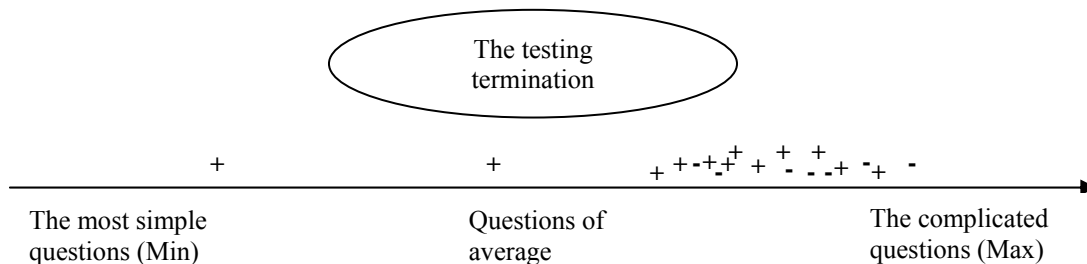 The testing
termination
+ + + + - + - + + + - + - + - - + - + -
The most simple
questions (Min)
Questions of
average
The complicated
questions (Max)